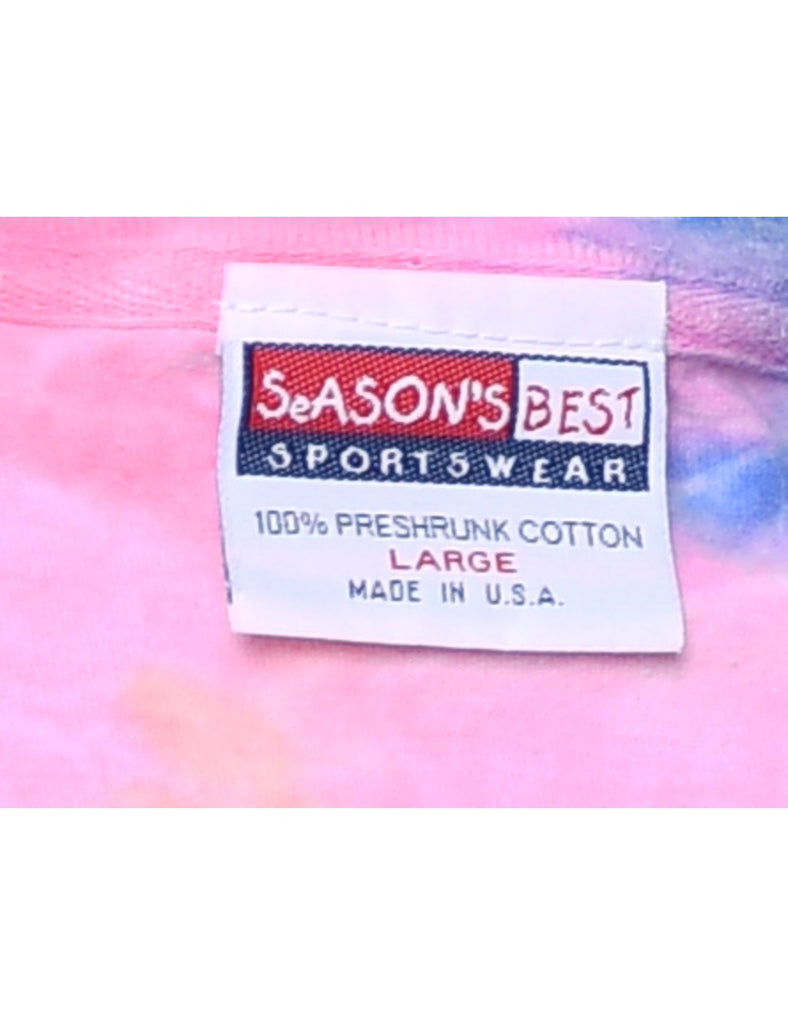 SeASON'S BEST
SPORTSWEAR
100% PRESHRUNK COTTON
LARGE
MADE IN U.S.A.